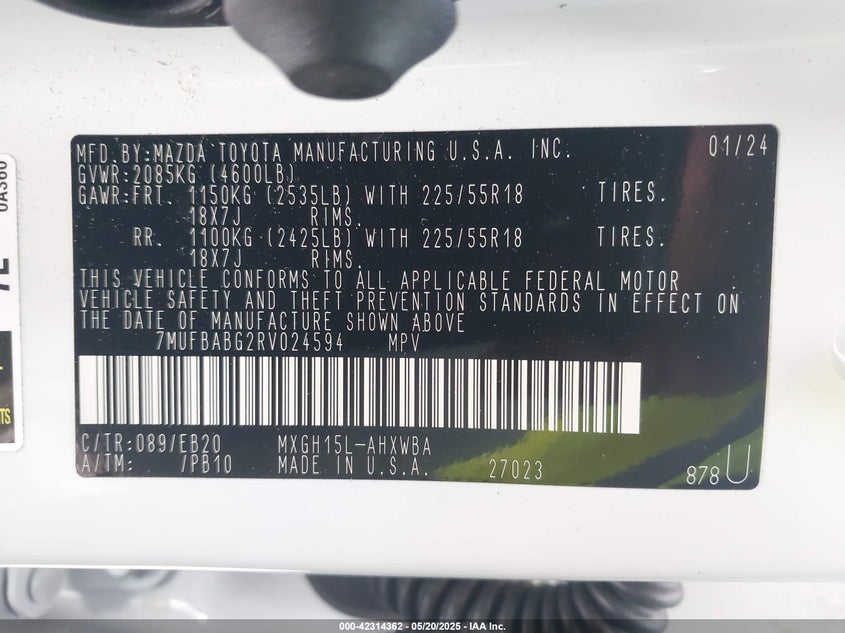 MFD.BY:MAZDA TOYOTA MANUFACTURING U.S.A. INC. 01/24
GVWR:2085KG (4600LB)
GAWR:FRT. 1150KG (2535LB) WITH 225/55R18 TIRES.
18X7J RIMS.
RR. 1100KG (2425LB) WITH 225/55R18 TIRES.
18X7J RIMS.
THIS VEHICLE CONFORMS TO ALL APPLICABLE FEDERAL MOTOR
VEHICLE SAFETY AND THEFT PREVENTION STANDARDS IN EFFECT ON
THE DATE OF MANUFACTURE SHOWN ABOVE
7MUFBABG2RV024594 MPV
C/TR:089/EB20 MXGH15L-AHXWBA
A/TM: /PB10 MADE IN U.S.A. 27023 878U
000-42314362 - 05/20/2025 - IAA Inc.